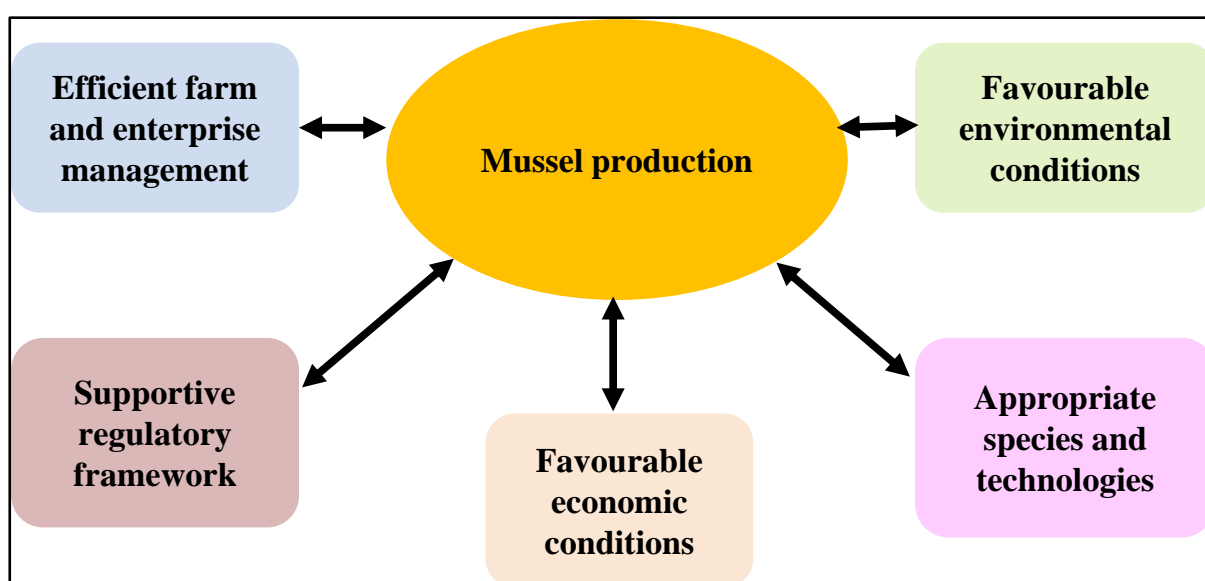 Efficient farm
and enterprise
management
Mussel production
Favourable
environmental
conditions
Supportive
regulatory
framework
Favourable
economic
conditions
Appropriate
species and
technologies